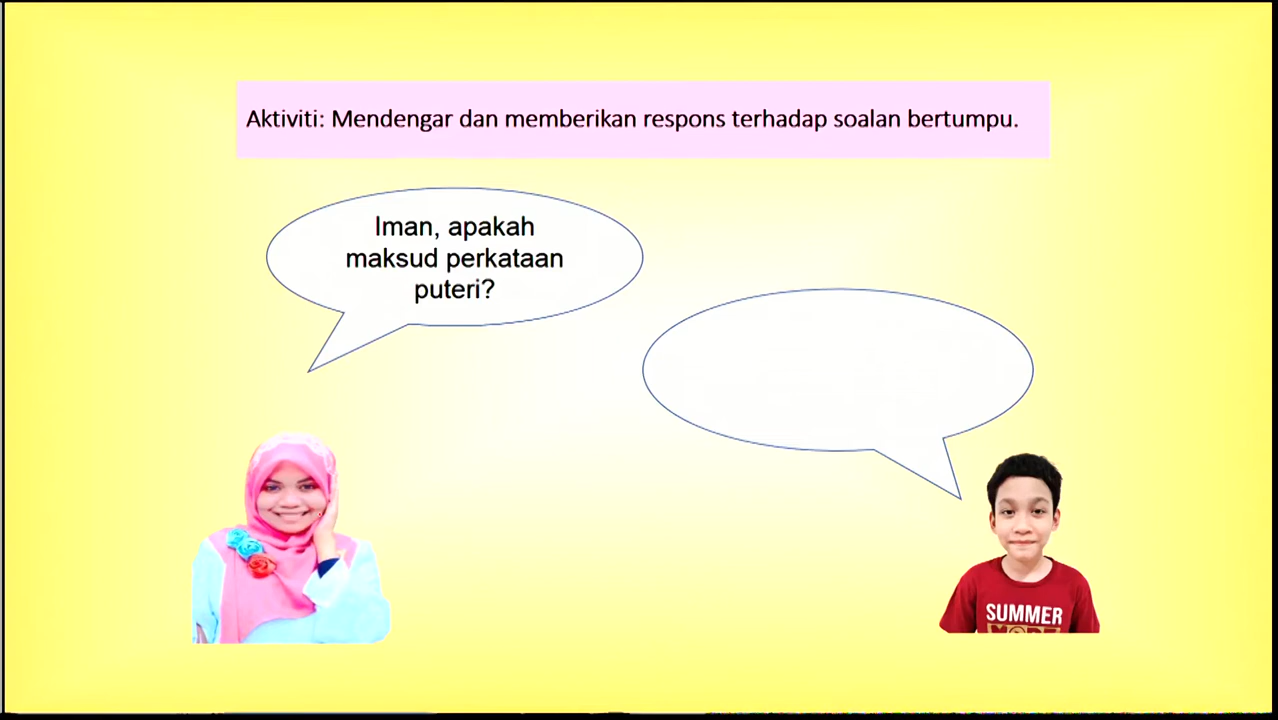 Aktiviti: Mendengar dan memberikan respons terhadap soalan bertumpu.
Iman, apakah
maksud perkataan
puteri?
SUMMER